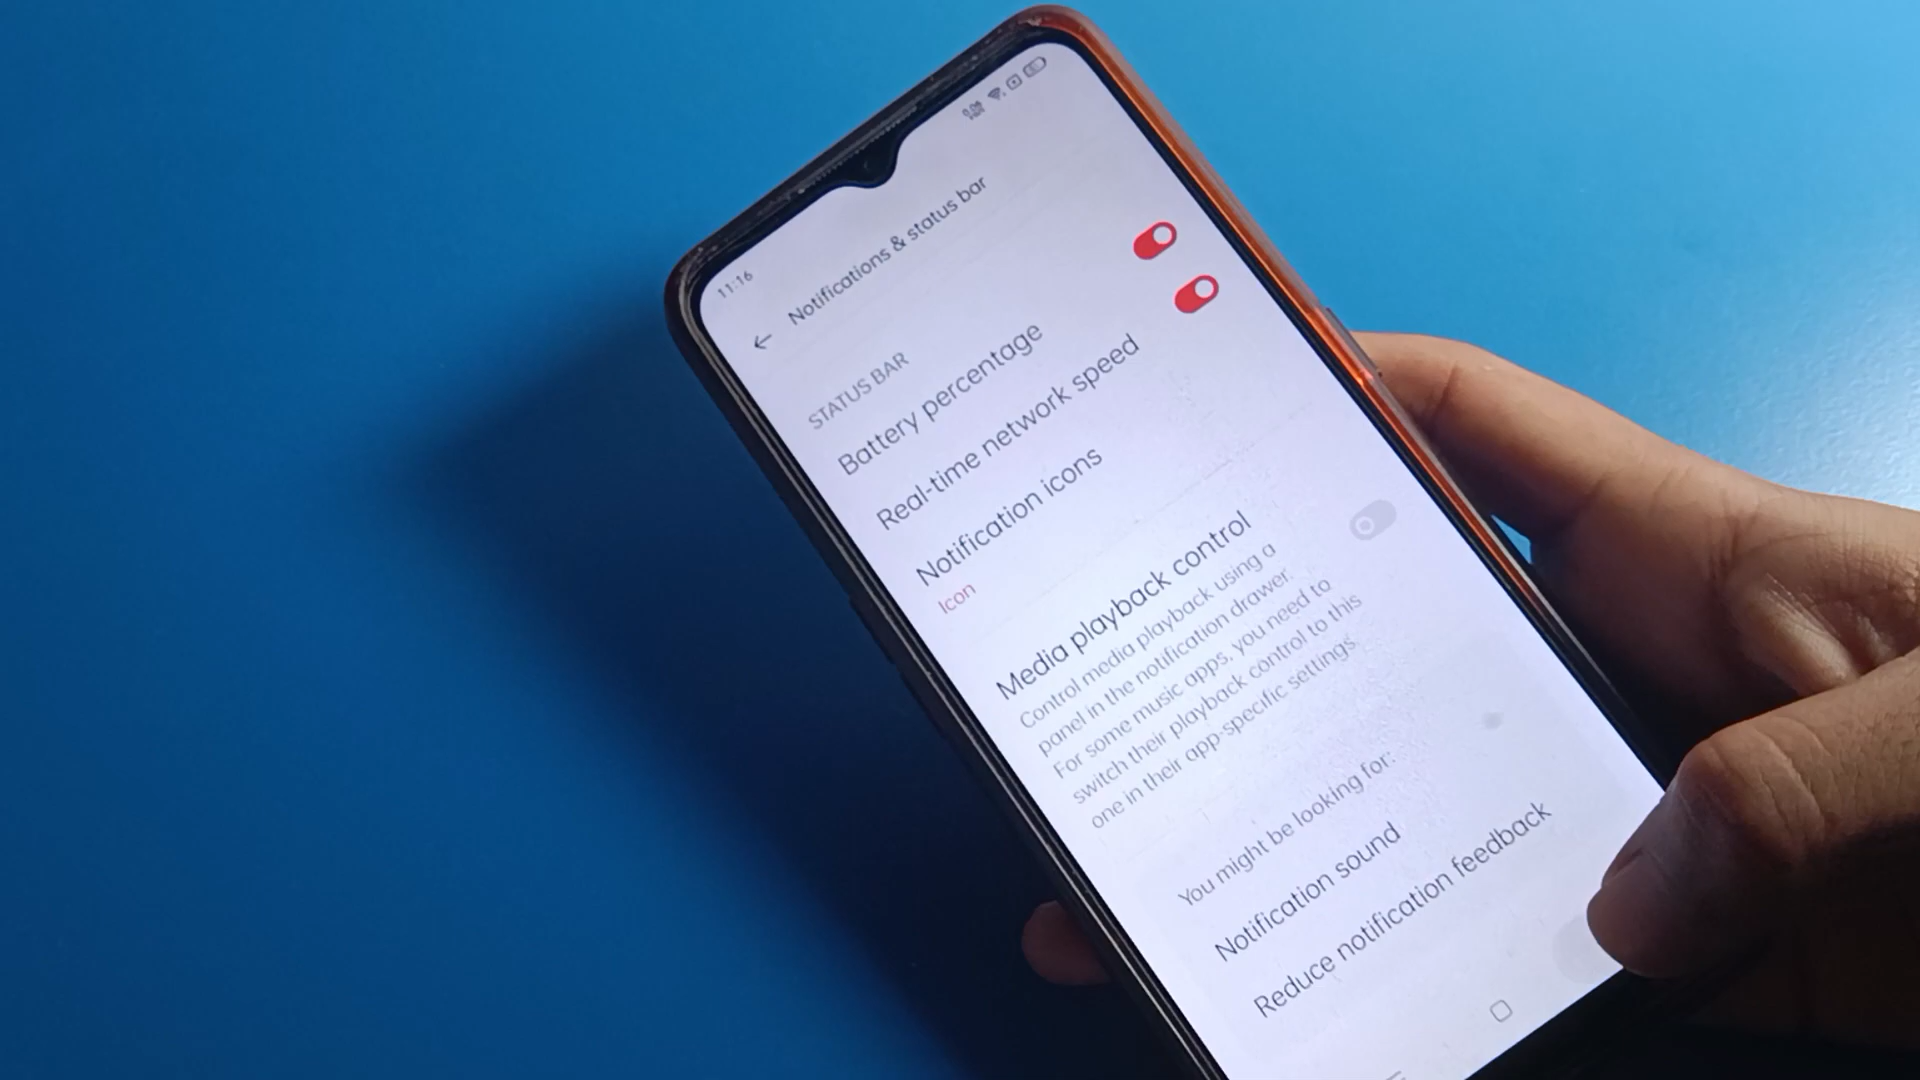 11:16
Notifications & status bar
STATUS BAR
Battery percentage
Real-time network speed
Notification icons
Icon
Media playback control
Control media playback using a
panel in the notification drawer.
For some music apps, you need to
switch their playback control to this
one in their app-specific settings.
You might be looking for:
Notification sound
Reduce notification feedback